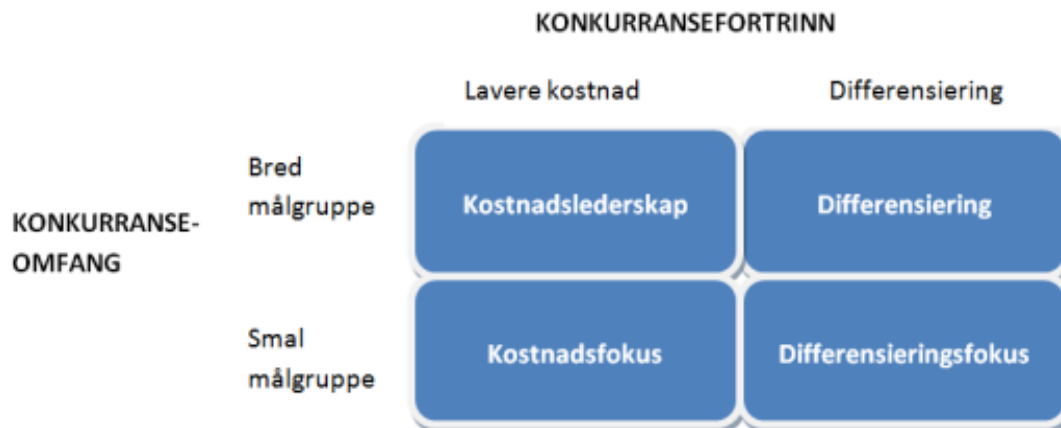 KONKURRANSEFORTRINN
Lavere kostnad
Differensiering
Bred
målgruppe
Kostnadslederskap
Differensiering
KONKURRANSE-
OMFANG
Smal
målgruppe
Kostnadsfokus
Differensieringsfokus